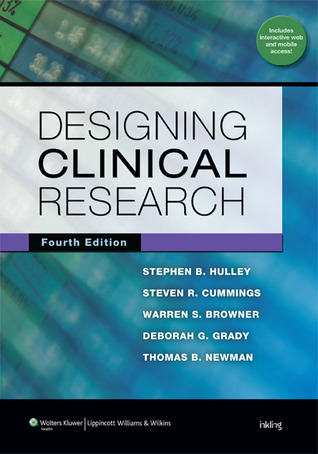 Includes
interactive web
and mobile
access!
DESIGNING
CLINICAL
RESEARCH
Fourth Edition
STEPHEN B. HULLEY
STEVEN R. CUMMINGS
WARREN S. BROWNER
DEBORAH G. GRADY
THOMAS B. NEWMAN
Wolters Kluwer | Lippincott Williams & Wilkins
Health
inkling